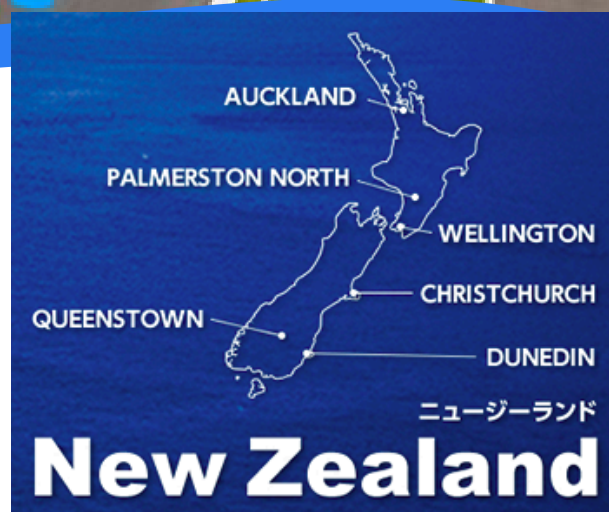 AUCKLAND
PALMERSTON NORTH
WELLINGTON
CHRISTCHURCH
QUEENSTOWN
DUNEDIN
ニュージーランド
New Zealand